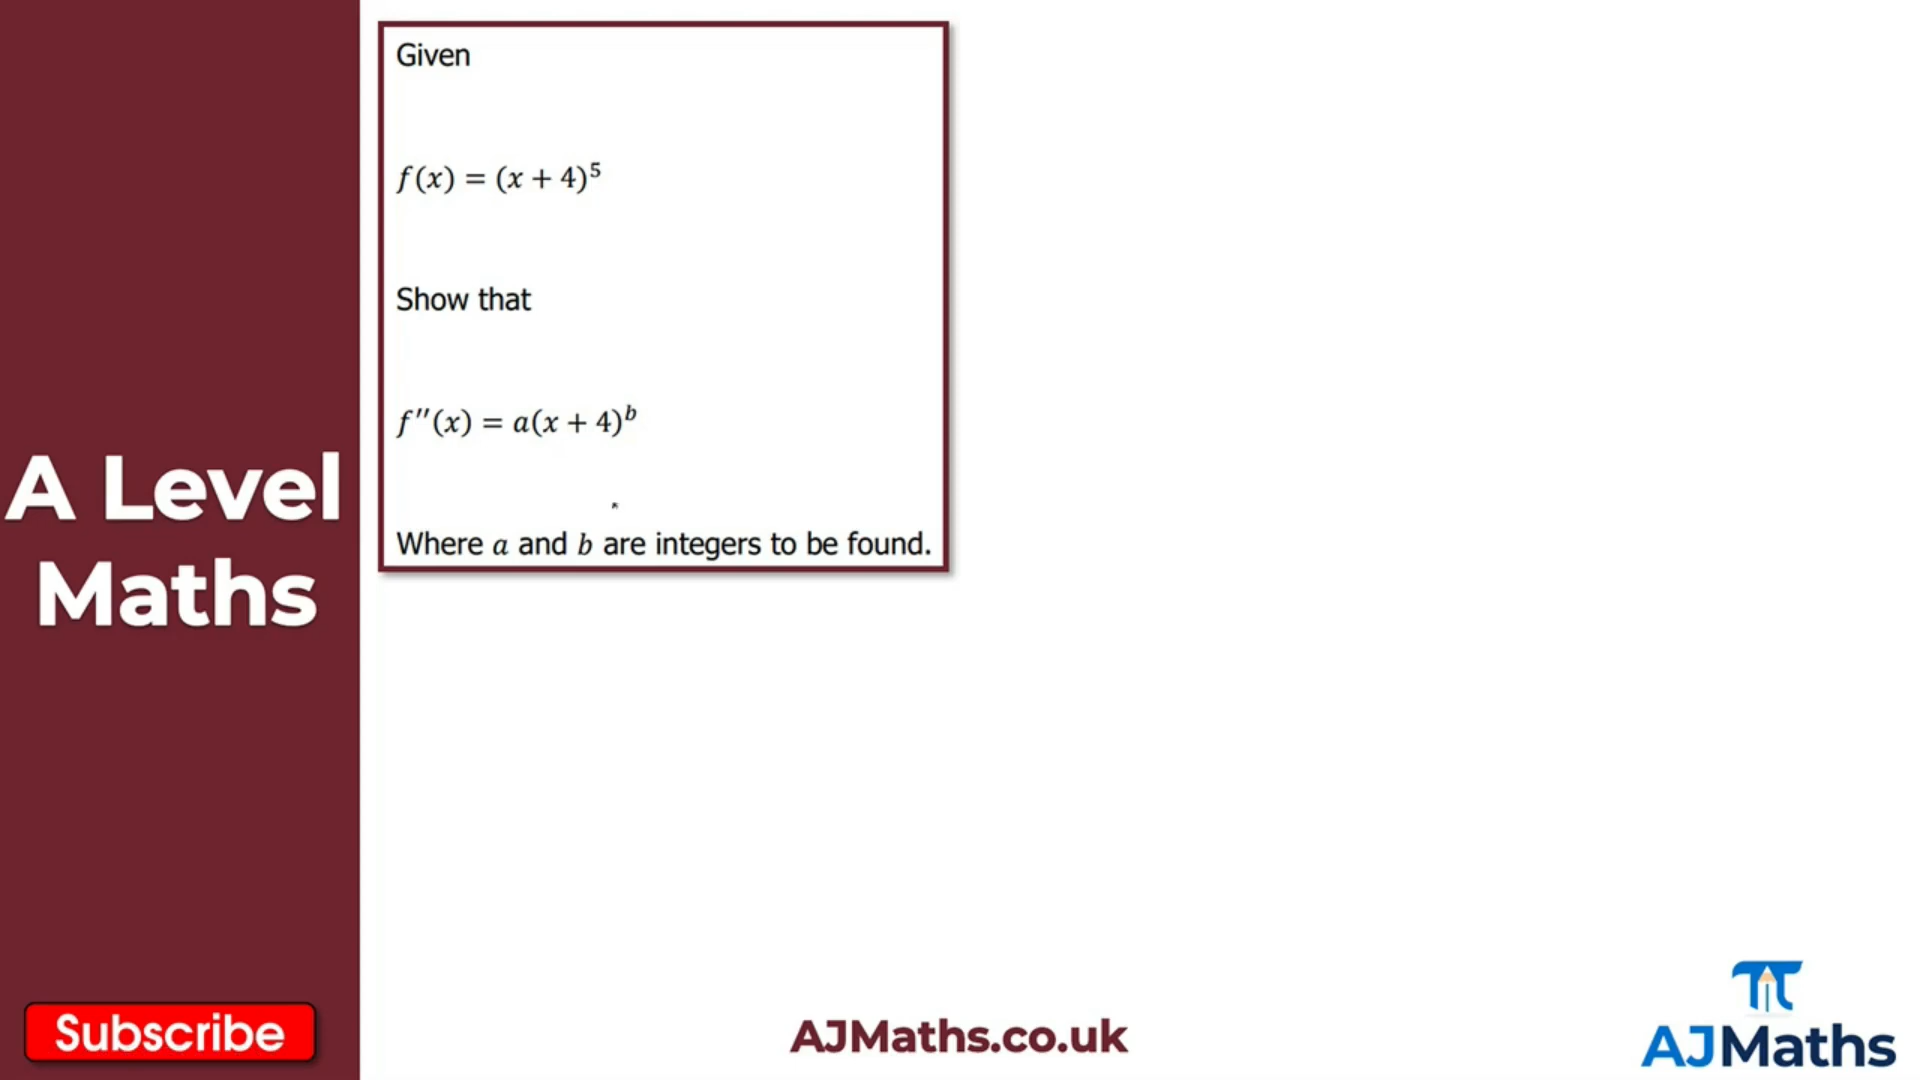 Given
f(x) = (x + 4)⁵
Show that
f″(x) = a(x + 4)ᵇ
Where a and b are integers to be found.
A Level
Maths
Subscribe
AJMaths.co.uk
AJMaths